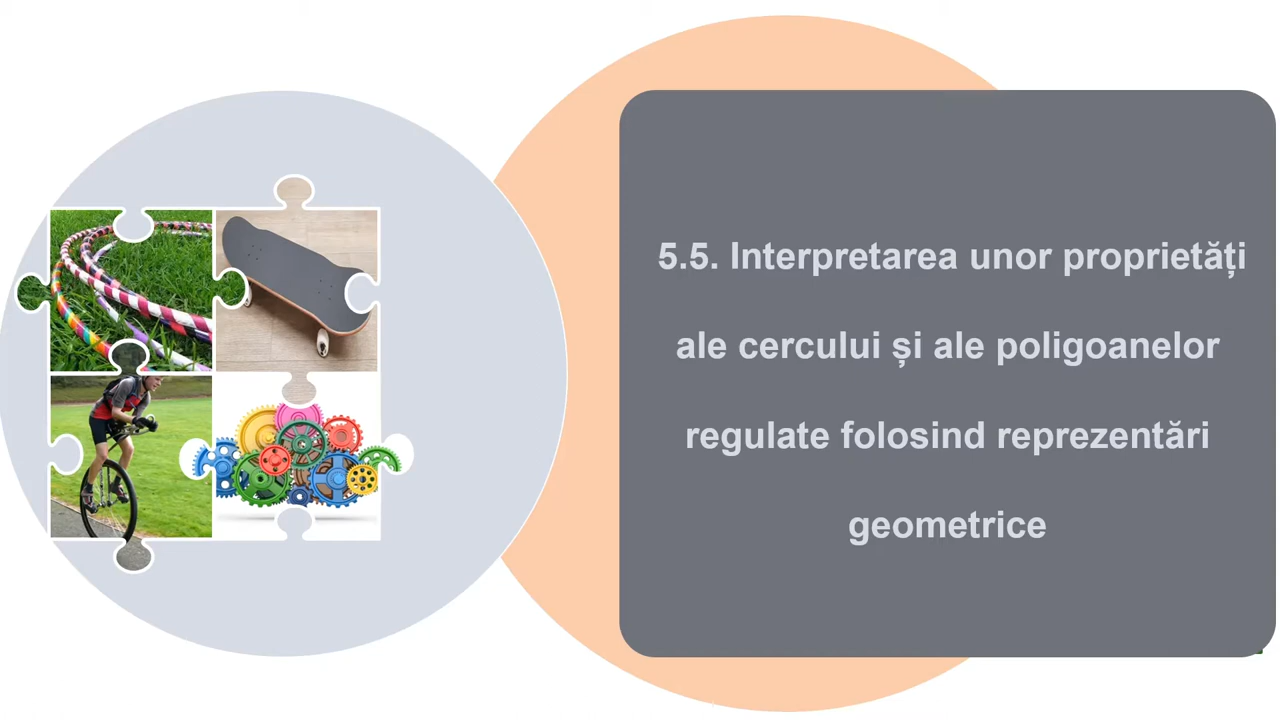 5.5. Interpretarea unor proprietăți
ale cercului și ale poligoanelor
regulate folosind reprezentări
geometrice